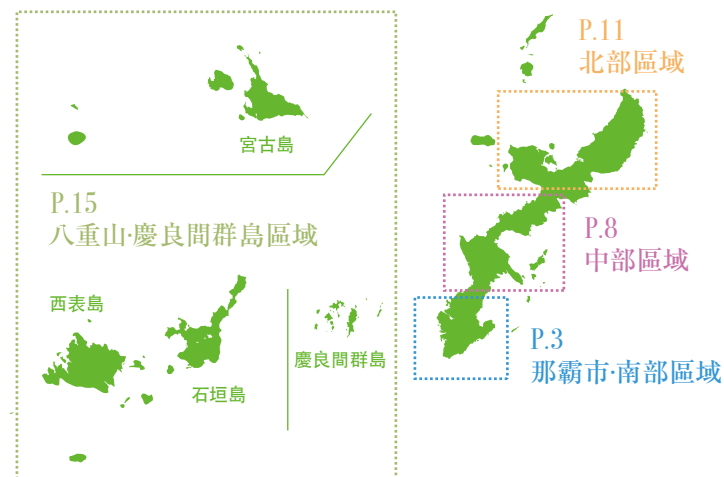 宮古島
P.15
八重山·慶良間群島區域
西表島
石垣島
慶良間群島
P.11
北部區域
P.8
中部區域
P.3
那霸市·南部區域